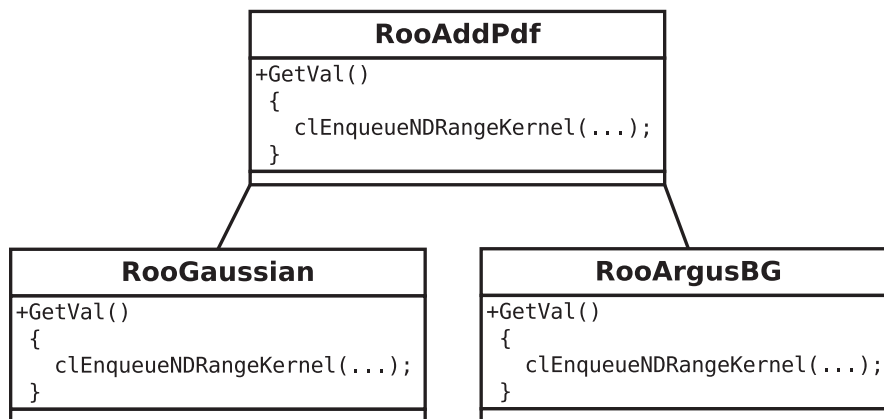 RooAddPdf
+GetVal()
{
clEnqueueNDRangeKernel(...);
}
RooGaussian
+GetVal()
{
clEnqueueNDRangeKernel(...);
}
RooArgusBG
+GetVal()
{
clEnqueueNDRangeKernel(...);
}